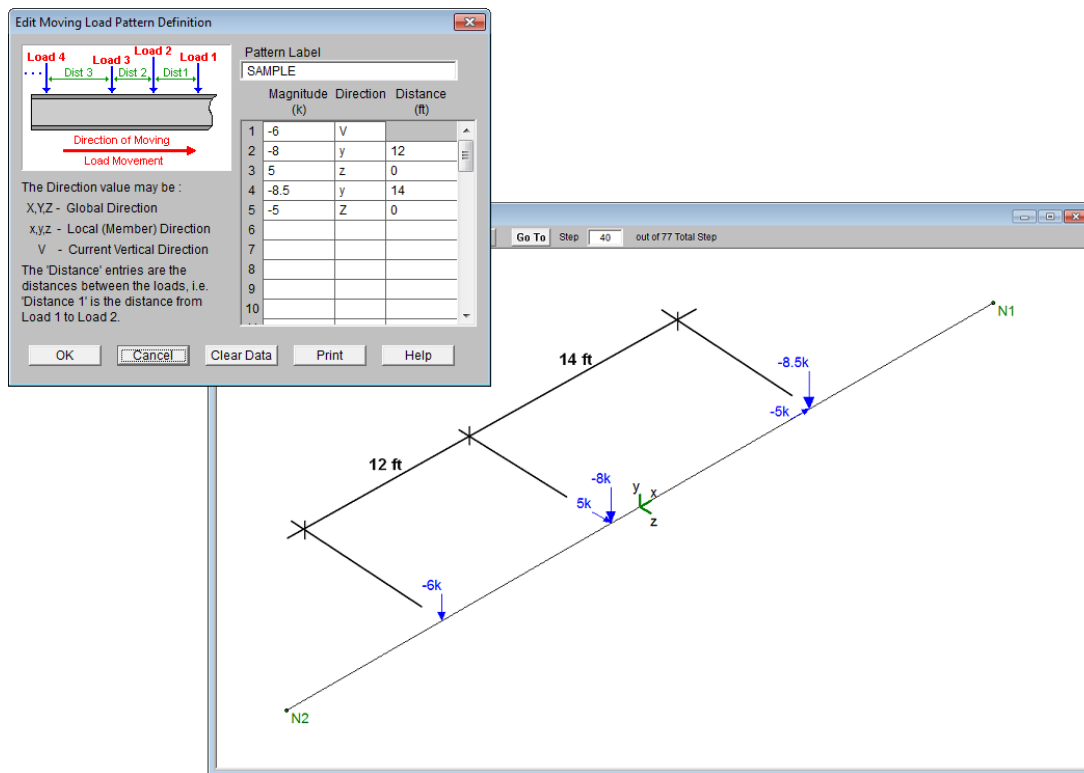 Edit Moving Load Pattern Definition
Load 4
Load 3
Load 2
Load 1
Dist 3
Dist 2
Dist1
Direction of Moving
Load Movement
Pattern Label
SAMPLE
Magnitude Direction Distance
(k) (ft)
1 -6 V
2 -8 y 12
3 5 z 0
4 -8.5 y 14
5 -5 Z 0
6
7
8
9
10
The Direction value may be :
X,Y,Z - Global Direction
x,y,z - Local (Member) Direction
V - Current Vertical Direction
The 'Distance' entries are the
distances between the loads, i.e.
'Distance 1' is the distance from
Load 1 to Load 2.
OK Cancel Clear Data Print Help
Go To Step 40 out of 77 Total Step
N1
14 ft
-8.5k
-5k
12 ft
-8k
5k
y x
z
-6k
N2